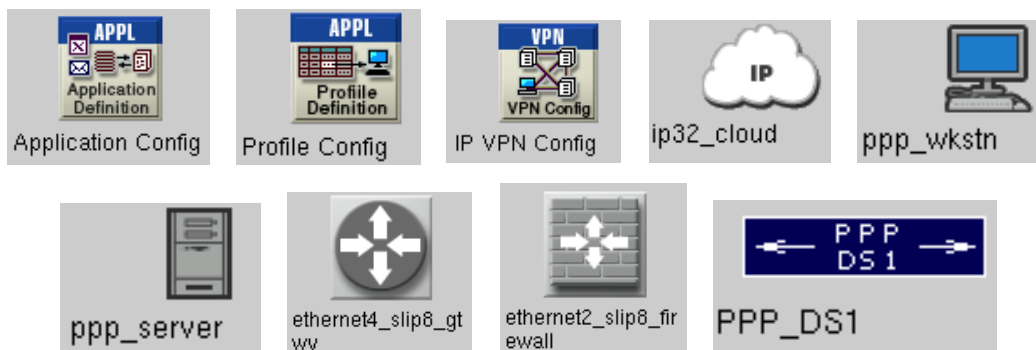 APPL
Application
Definition
Application Config
APPL
Profiile
Definition
Profile Config
VPN
VPN Config
IP VPN Config
IP
ip32_cloud
ppp_wkstn
ppp_server
ethernet4_slip8_gt
wy
ethernet2_slip8_fir
ewall
PPP
DS1
PPP_DS1